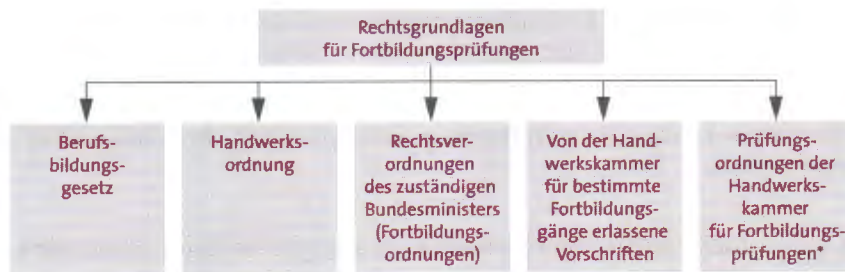 Rechtsgrundlagen
für Fortbildungsprüfungen
Berufs-
bildungs-
gesetz
Handwerks-
ordnung
Rechtsver-
ordnungen
des zuständigen
Bundesministers
(Fortbildungs-
ordnungen)
Von der Hand-
werkskammer
für bestimmte
Fortbildungs-
gänge erlassene
Vorschriften
Prüfungs-
ordnungen der
Handwerks-
kammer
für Fortbildungs-
prüfungen*